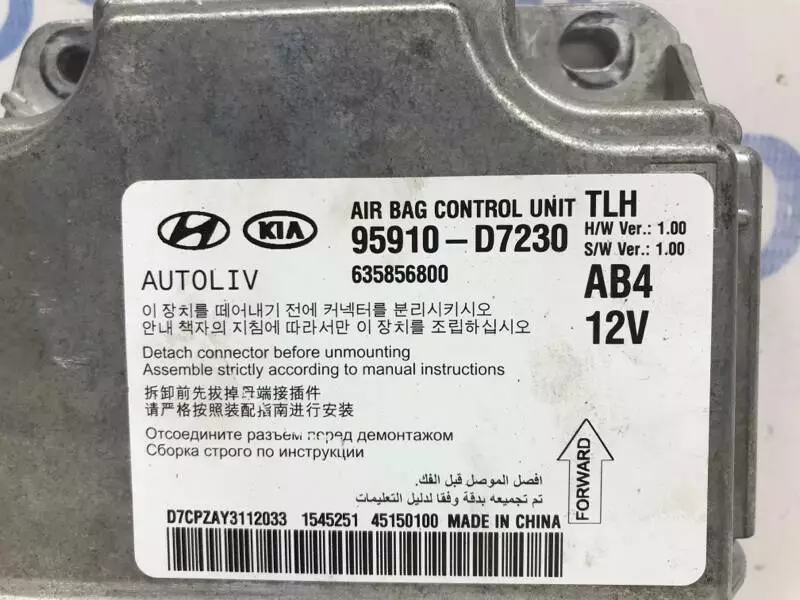 KIA
AIR BAG CONTROL UNIT
TLH
H/W Ver.: 1.00
95910-D7230
S/W Ver.: 1.00
AUTOLIV
635856800
AB4
12V
이 장치를 떼어내기 전에 커넥터를 분리시키시오
안내 책자의 지침에 따라서만 이 장치를 조립하십시오
Detach connector before unmounting
Assemble strictly according to manual instructions
拆卸前先拔掉母端接插件
请严格按照装配指南进行安装
Отсоедините разъем перед демонтажом
Сборка строго по инструкции
افصل الموصل قبل الفك.
تم تجميعه بدقة وفقا لدليل التعليمات
FORWARD
D7CPZAY3112033 1545251 45150100 MADE IN CHINA